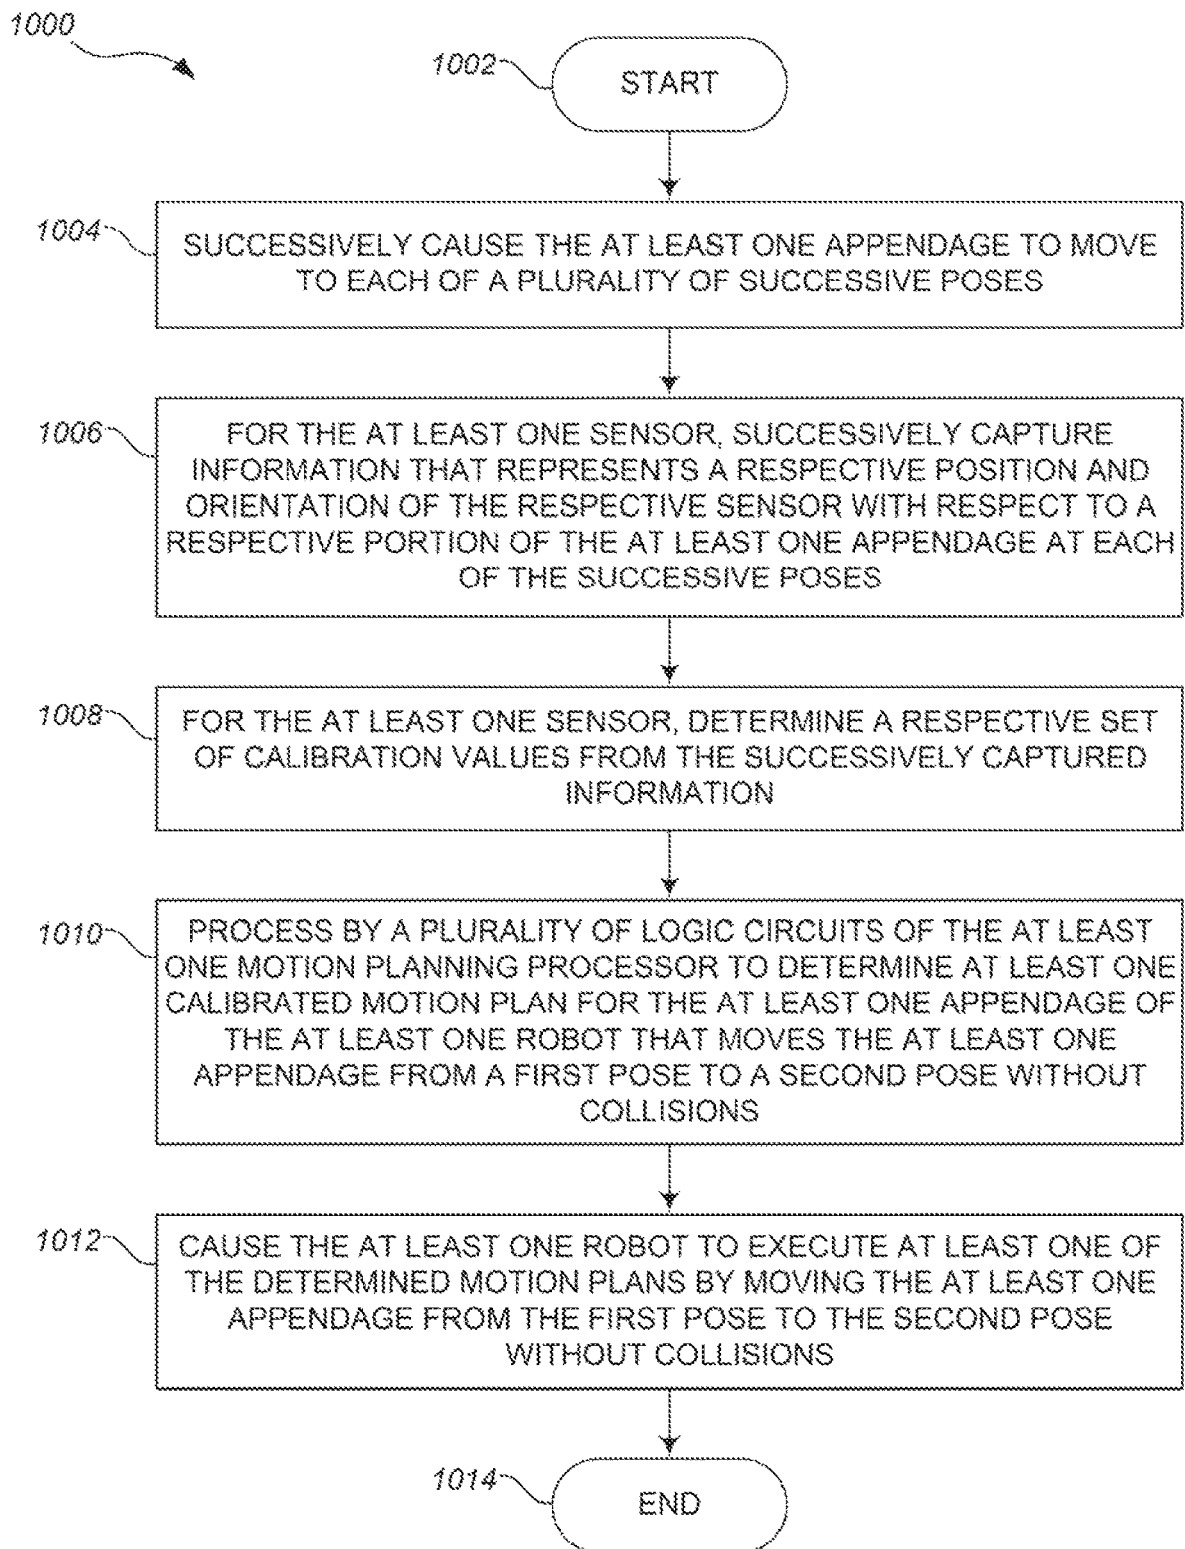 1000
1002
START
1004
SUCCESSIVELY CAUSE THE AT LEAST ONE APPENDAGE TO MOVE
TO EACH OF A PLURALITY OF SUCCESSIVE POSES
1006
FOR THE AT LEAST ONE SENSOR, SUCCESSIVELY CAPTURE
INFORMATION THAT REPRESENTS A RESPECTIVE POSITION AND
ORIENTATION OF THE RESPECTIVE SENSOR WITH RESPECT TO A
RESPECTIVE PORTION OF THE AT LEAST ONE APPENDAGE AT EACH
OF THE SUCCESSIVE POSES
1008
FOR THE AT LEAST ONE SENSOR, DETERMINE A RESPECTIVE SET
OF CALIBRATION VALUES FROM THE SUCCESSIVELY CAPTURED
INFORMATION
1010
PROCESS BY A PLURALITY OF LOGIC CIRCUITS OF THE AT LEAST
ONE MOTION PLANNING PROCESSOR TO DETERMINE AT LEAST ONE
CALIBRATED MOTION PLAN FOR THE AT LEAST ONE APPENDAGE OF
THE AT LEAST ONE ROBOT THAT MOVES THE AT LEAST ONE
APPENDAGE FROM A FIRST POSE TO A SECOND POSE WITHOUT
COLLISIONS
1012
CAUSE THE AT LEAST ONE ROBOT TO EXECUTE AT LEAST ONE OF
THE DETERMINED MOTION PLANS BY MOVING THE AT LEAST ONE
APPENDAGE FROM THE FIRST POSE TO THE SECOND POSE
WITHOUT COLLISIONS
1014
END